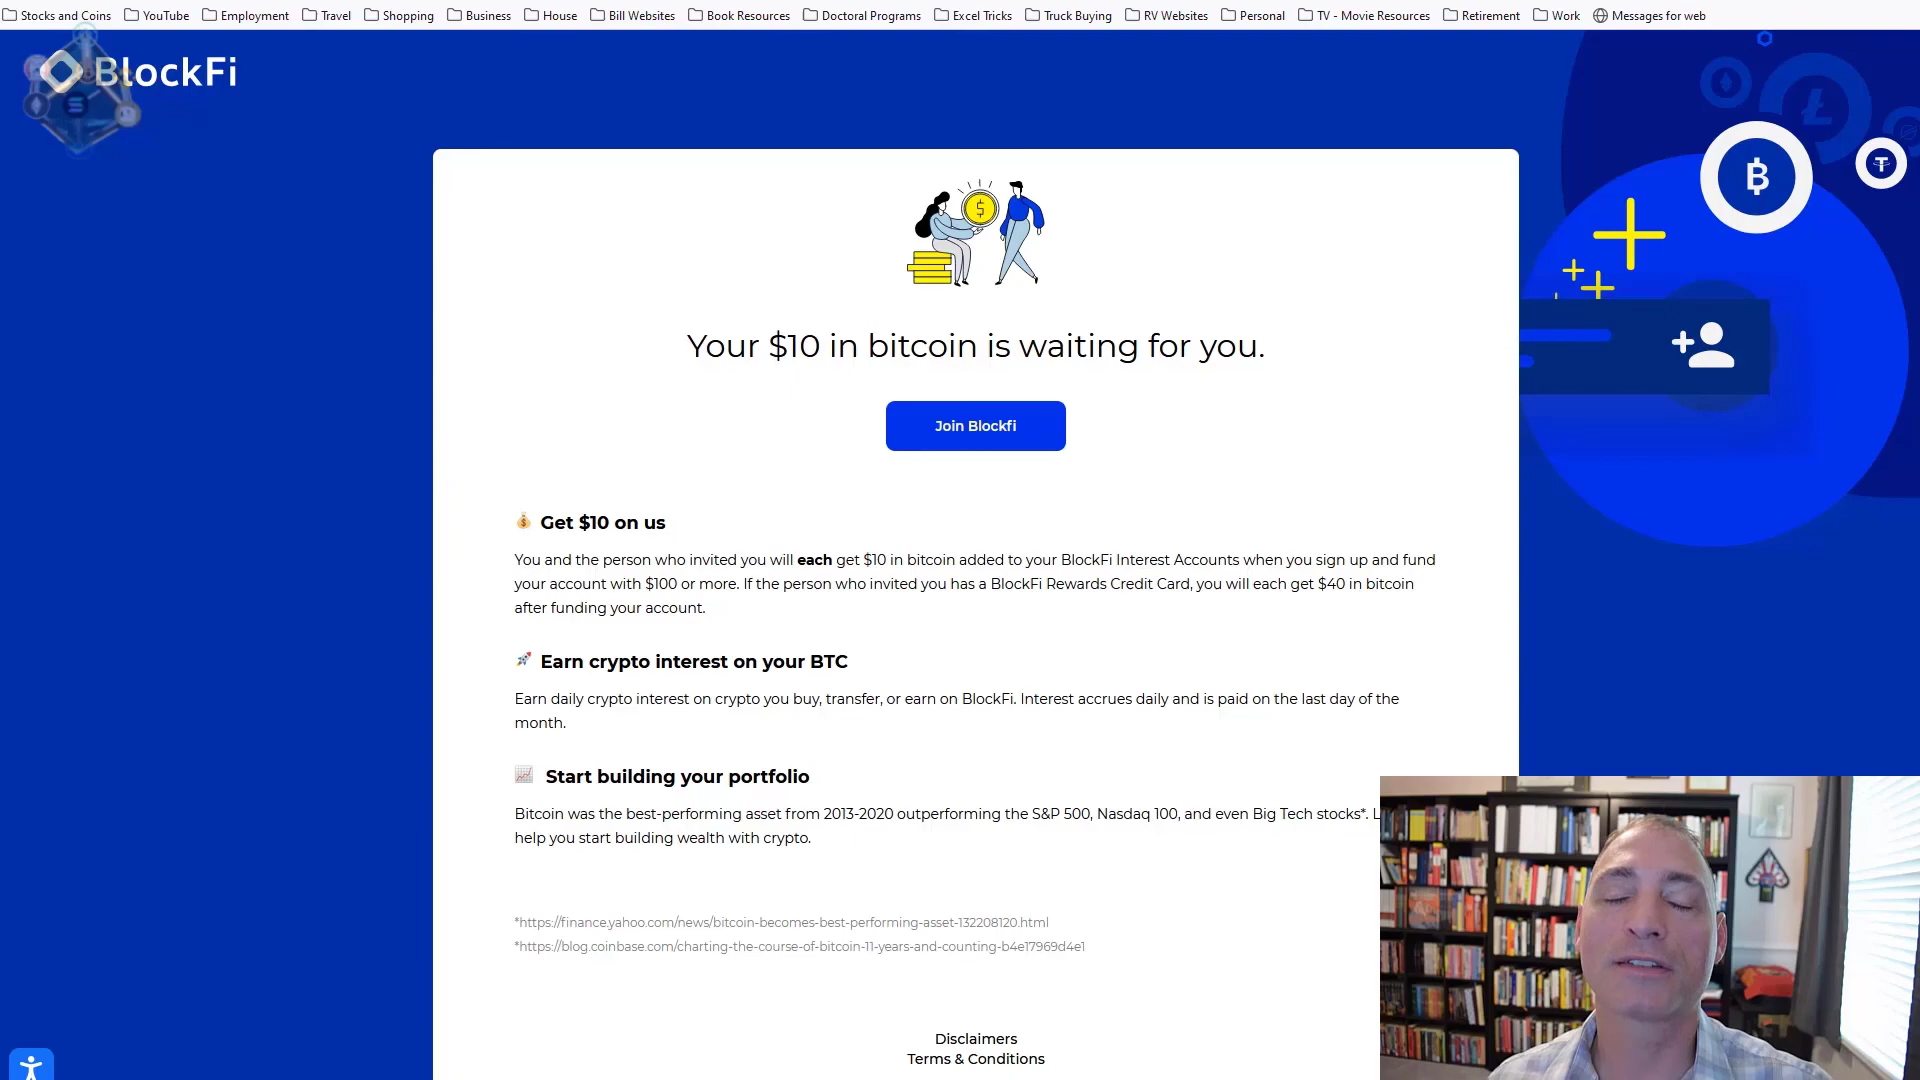 Stocks and Coins YouTube Employment Travel Shopping Business House Bill Websites Book Resources Doctoral Programs Excel Tricks Truck Buying RV Websites Personal TV - Movie Resources Retirement Work Messages for web
BlockFi
Your $10 in bitcoin is waiting for you.
Join Blockfi
Get $10 on us
You and the person who invited you will each get $10 in bitcoin added to your BlockFi Interest Accounts when you sign up and fund
your account with $100 or more. If the person who invited you has a BlockFi Rewards Credit Card, you will each get $40 in bitcoin
after funding your account.
Earn crypto interest on your BTC
Earn daily crypto interest on crypto you buy, transfer, or earn on BlockFi. Interest accrues daily and is paid on the last day of the
month.
Start building your portfolio
Bitcoin was the best-performing asset from 2013-2020 outperforming the S&P 500, Nasdaq 100, and even Big Tech stocks*.
help you start building wealth with crypto.
*https://finance.yahoo.com/news/bitcoin-becomes-best-performing-asset-132208120.html
*https://blog.coinbase.com/charting-the-course-of-bitcoin-11-years-and-counting-b4e17969d4e1
Disclaimers
Terms & Conditions